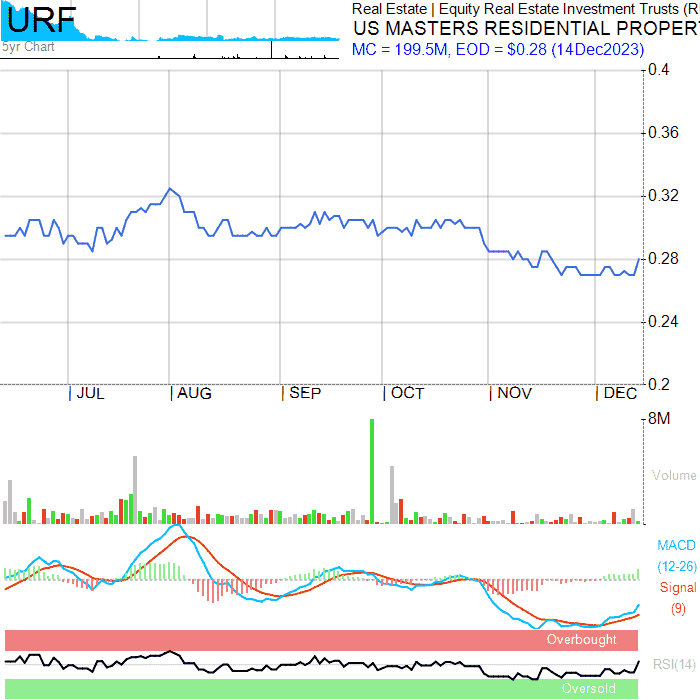 URF
5yr Chart
Real Estate | Equity Real Estate Investment Trusts (R
US MASTERS RESIDENTIAL PROPER
MC = 199.5M, EOD = $0.28 (14Dec2023)
0.4
0.36
0.32
0.28
0.24
0.2
JUL AUG SEP OCT NOV DEC
8M
Volume
MACD
(12-26)
Signal
(9)
Overbought
RSI(14)
Oversold